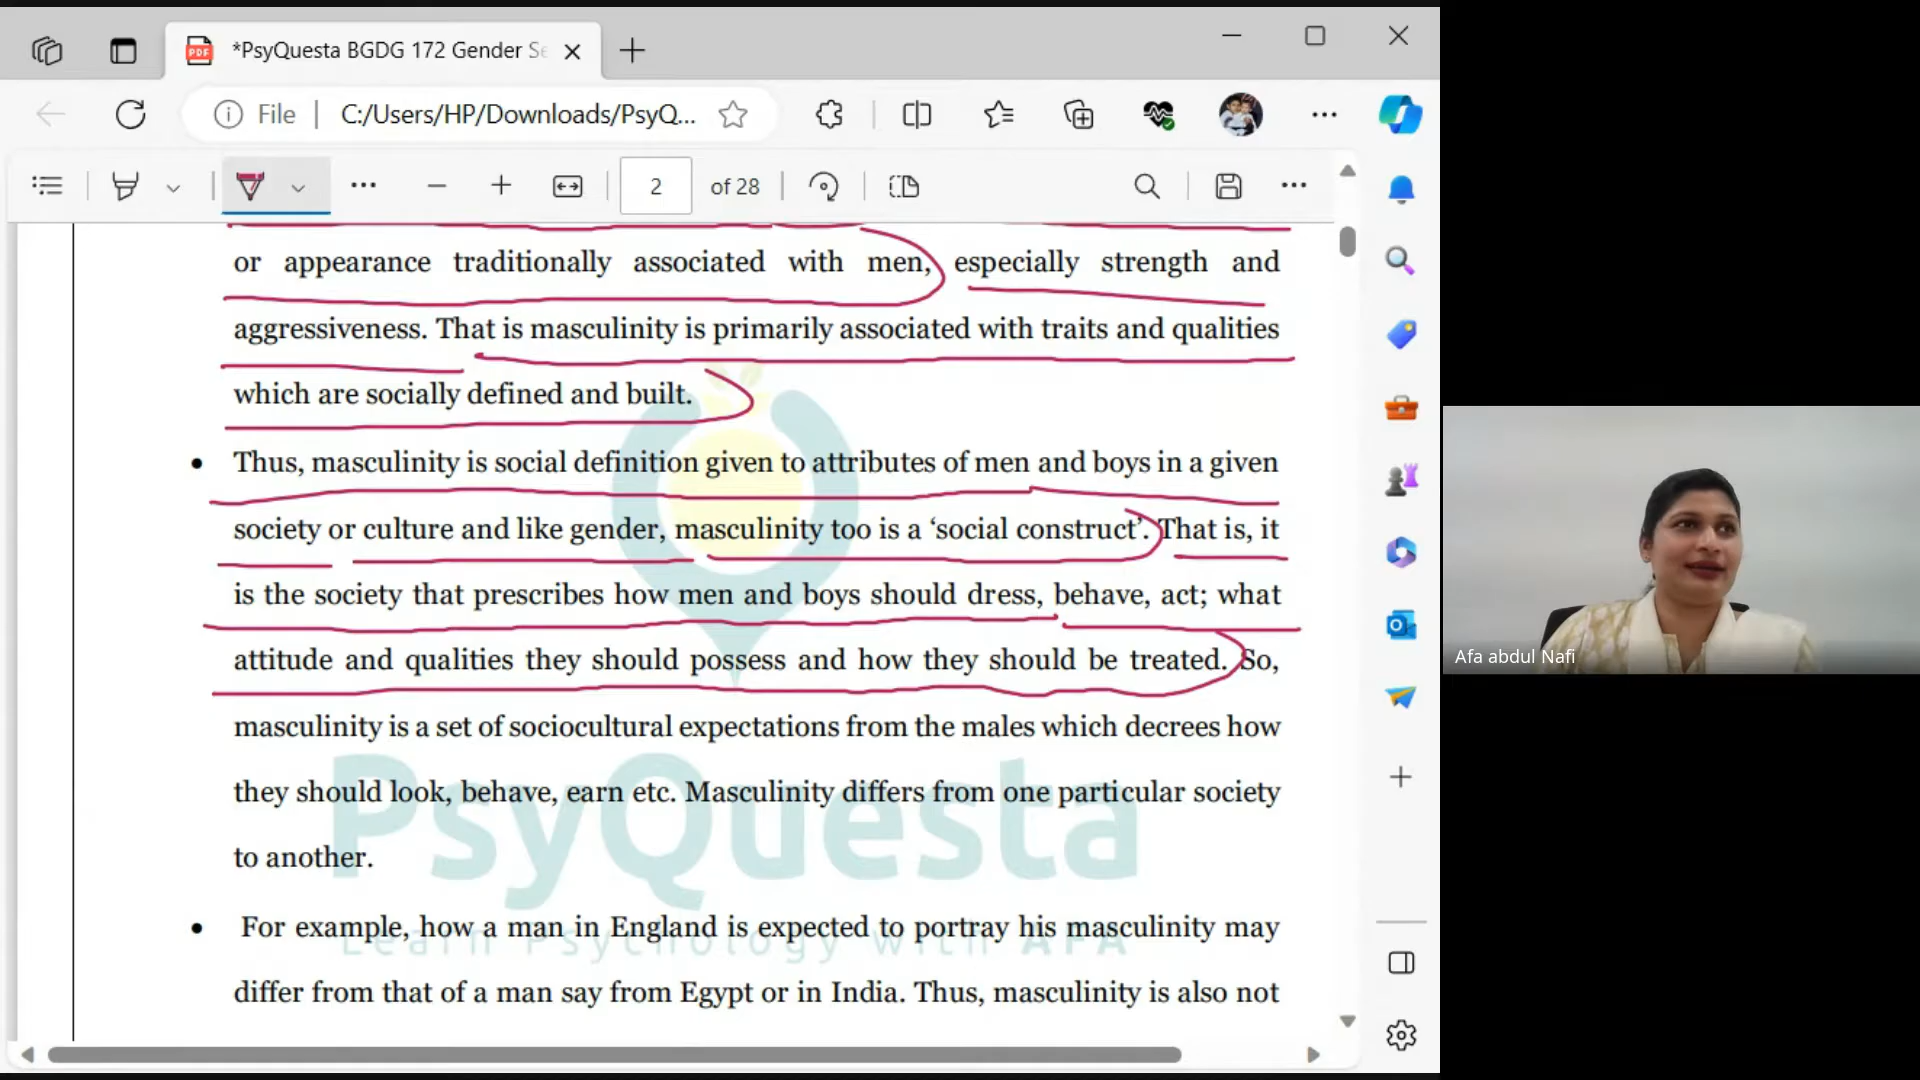 *PsyQuesta BGDG 172 Gender Se
File
C:/Users/HP/Downloads/PsyQ...
2 of 28
or appearance traditionally associated with men, especially strength and
aggressiveness. That is masculinity is primarily associated with traits and qualities
which are socially defined and built.
• Thus, masculinity is social definition given to attributes of men and boys in a given
society or culture and like gender, masculinity too is a ‘social construct’. That is, it
is the society that prescribes how men and boys should dress, behave, act; what
attitude and qualities they should possess and how they should be treated. So,
masculinity is a set of sociocultural expectations from the males which decrees how
they should look, behave, earn etc. Masculinity differs from one particular society
to another.
• For example, how a man in England is expected to portray his masculinity may
differ from that of a man say from Egypt or in India. Thus, masculinity is also not
PsyQuesta
Learn Psychology with AFA
Afa abdul Nafi